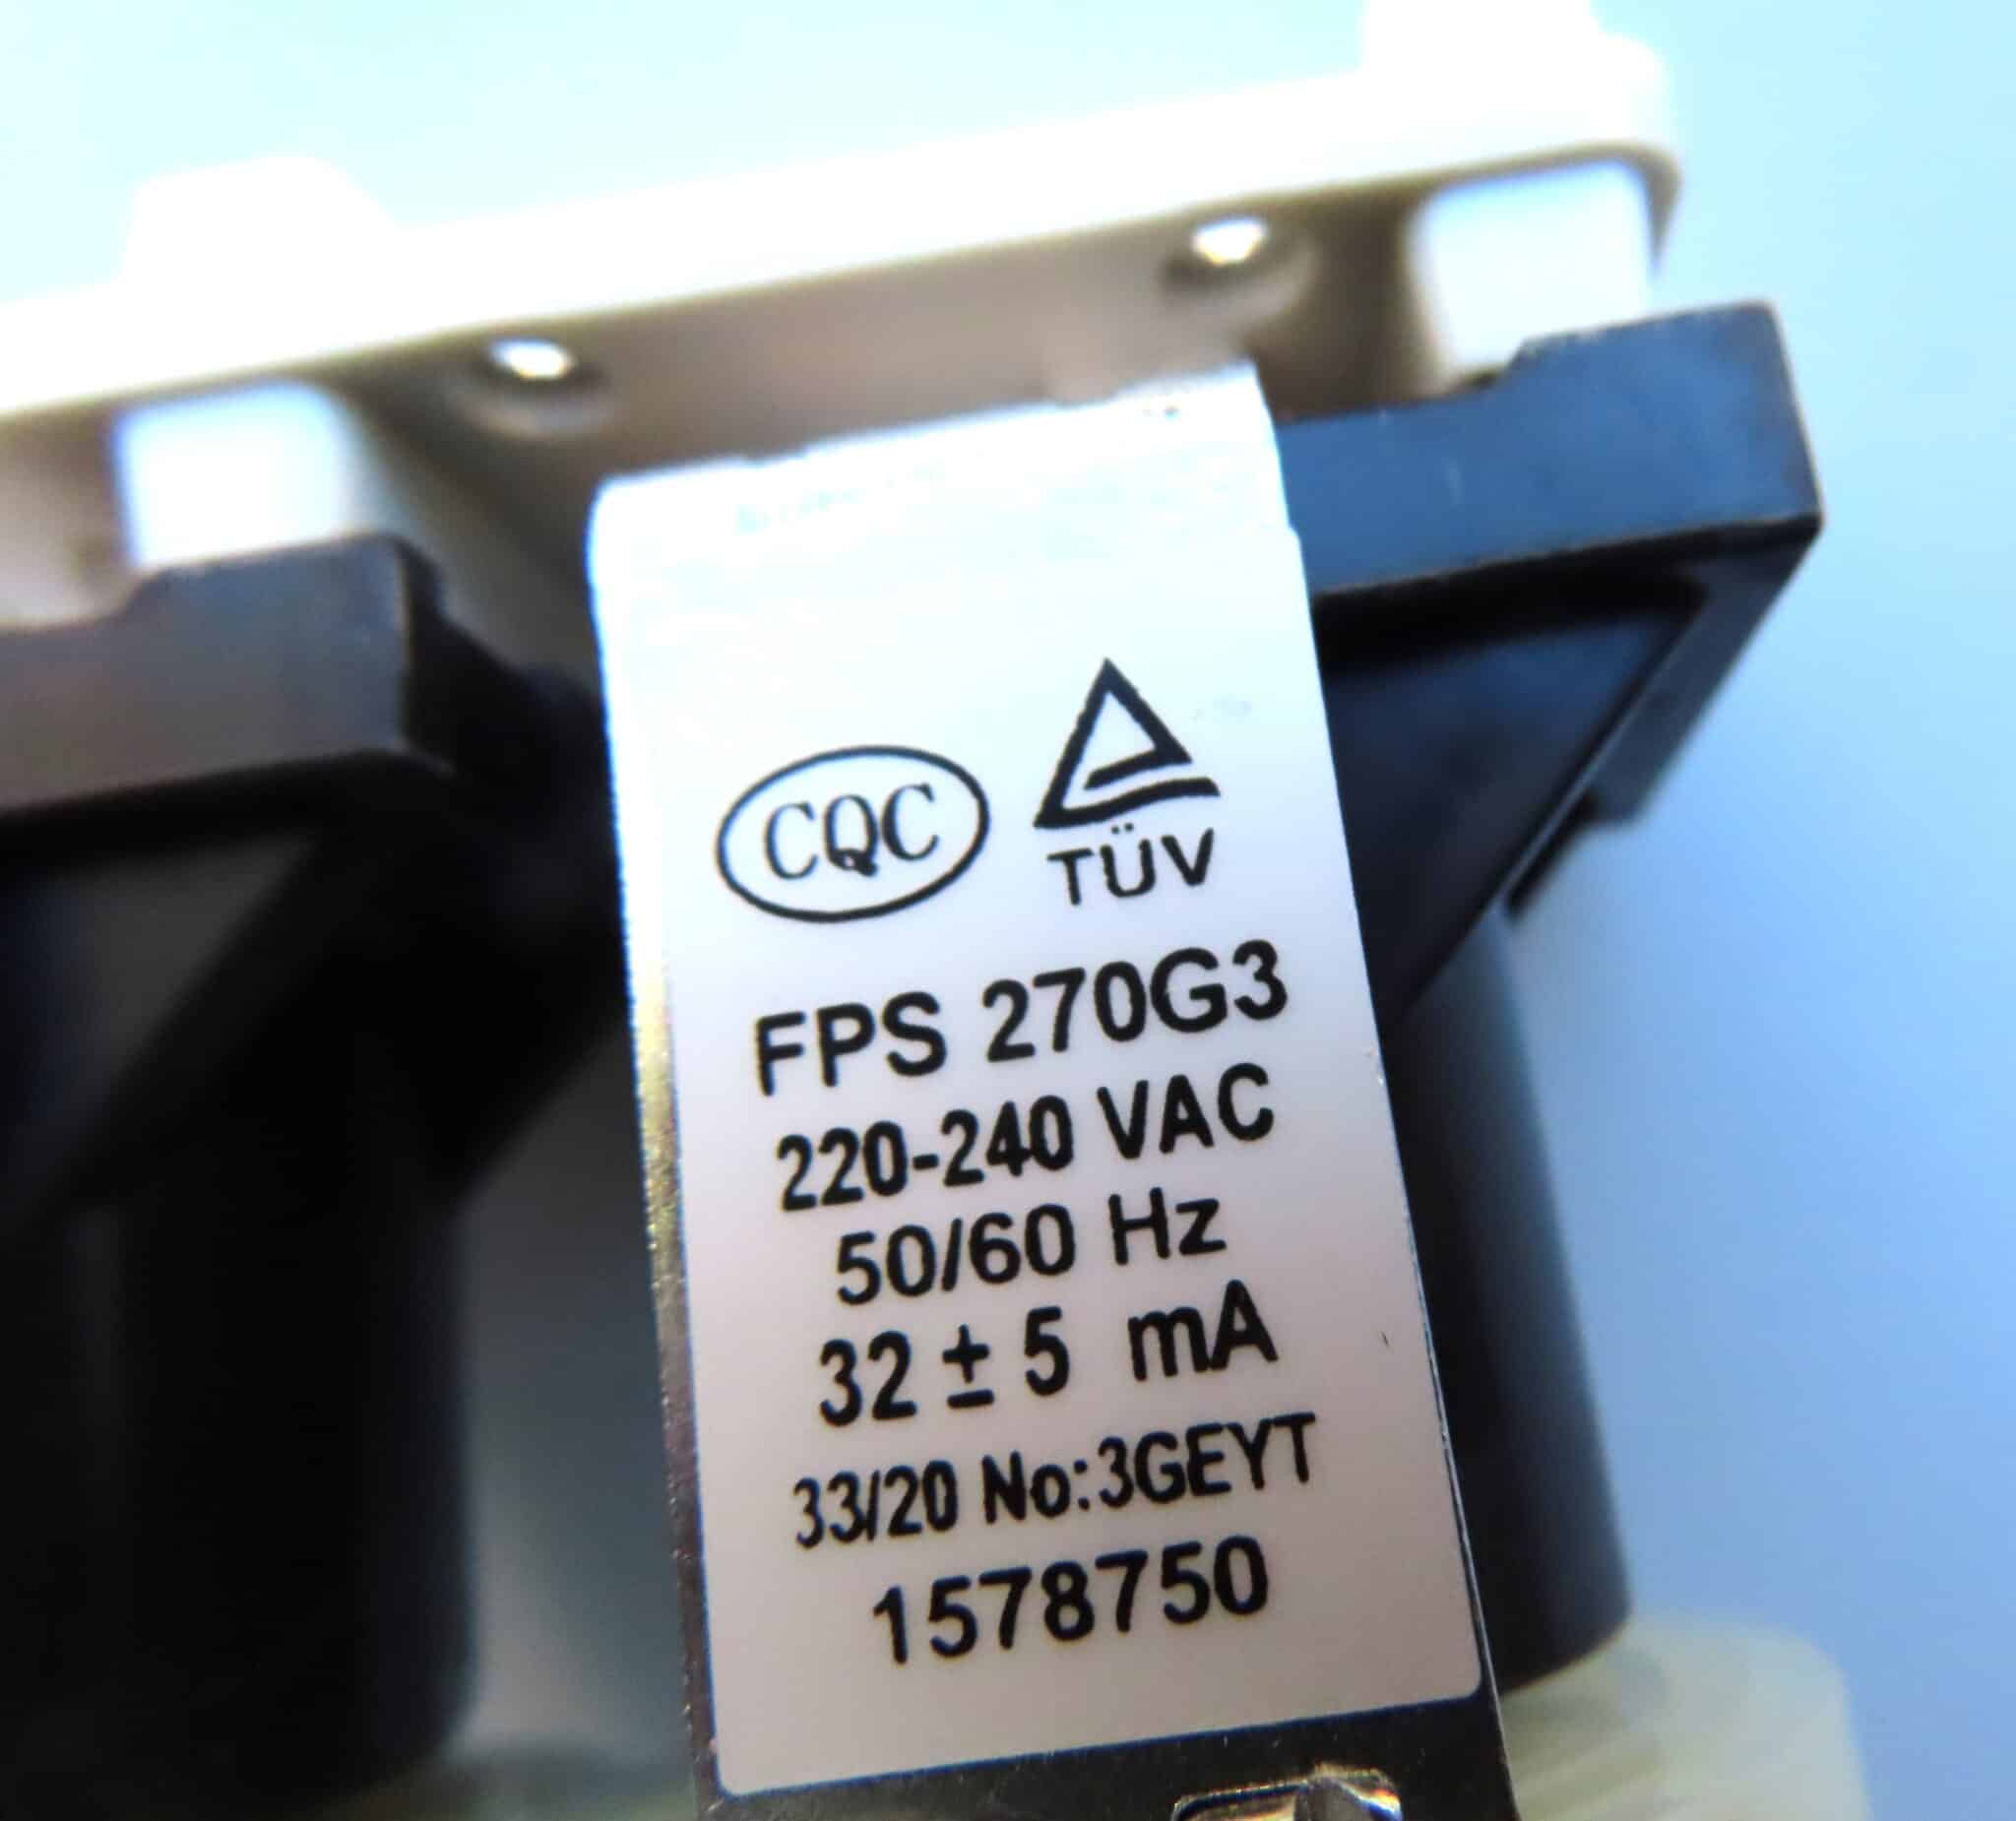 CQC TÜV
FPS 270G3
220-240 VAC
50/60 Hz
32 ± 5 mA
33/20 No:3GEYT
1578750